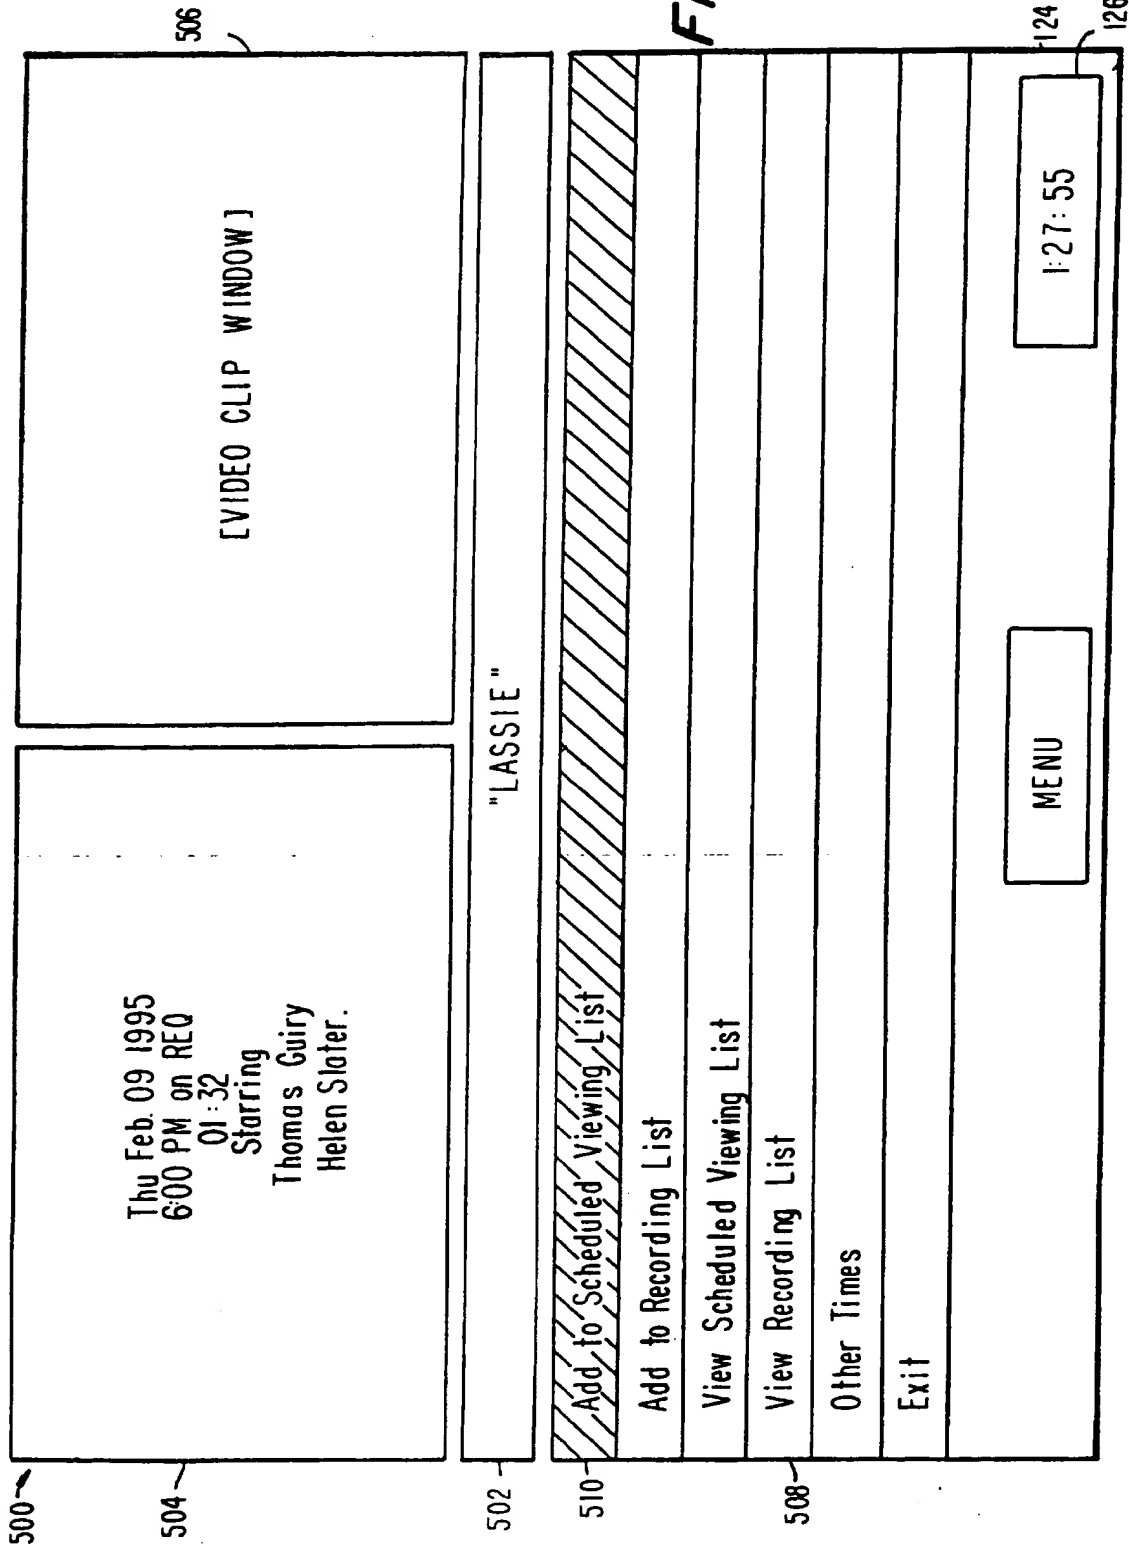 500
504
Thu Feb. 09 1995
6:00 PM on REQ
01:32
Starring
Thomas Guiry
Helen Slater.
[VIDEO CLIP WINDOW]
506
502
"LASSIE"
510
Add to Scheduled Viewing List
Add to Recording List
View Scheduled Viewing List
508
View Recording List
Other Times
Exit
MENU
1:27:55
124
126